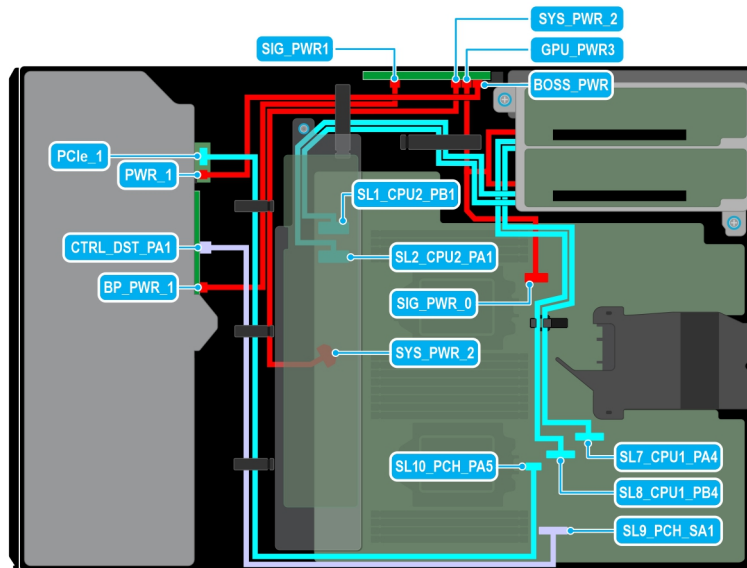 SYS_PWR_2
SIG_PWR1
GPU_PWR3
BOSS_PWR
PCIe_1
PWR_1
SL1_CPU2_PB1
CTRL_DST_PA1
SL2_CPU2_PA1
BP_PWR_1
SIG_PWR_0
SYS_PWR_2
SL7_CPU1_PA4
SL10_PCH_PA5
SL8_CPU1_PB4
SL9_PCH_SA1